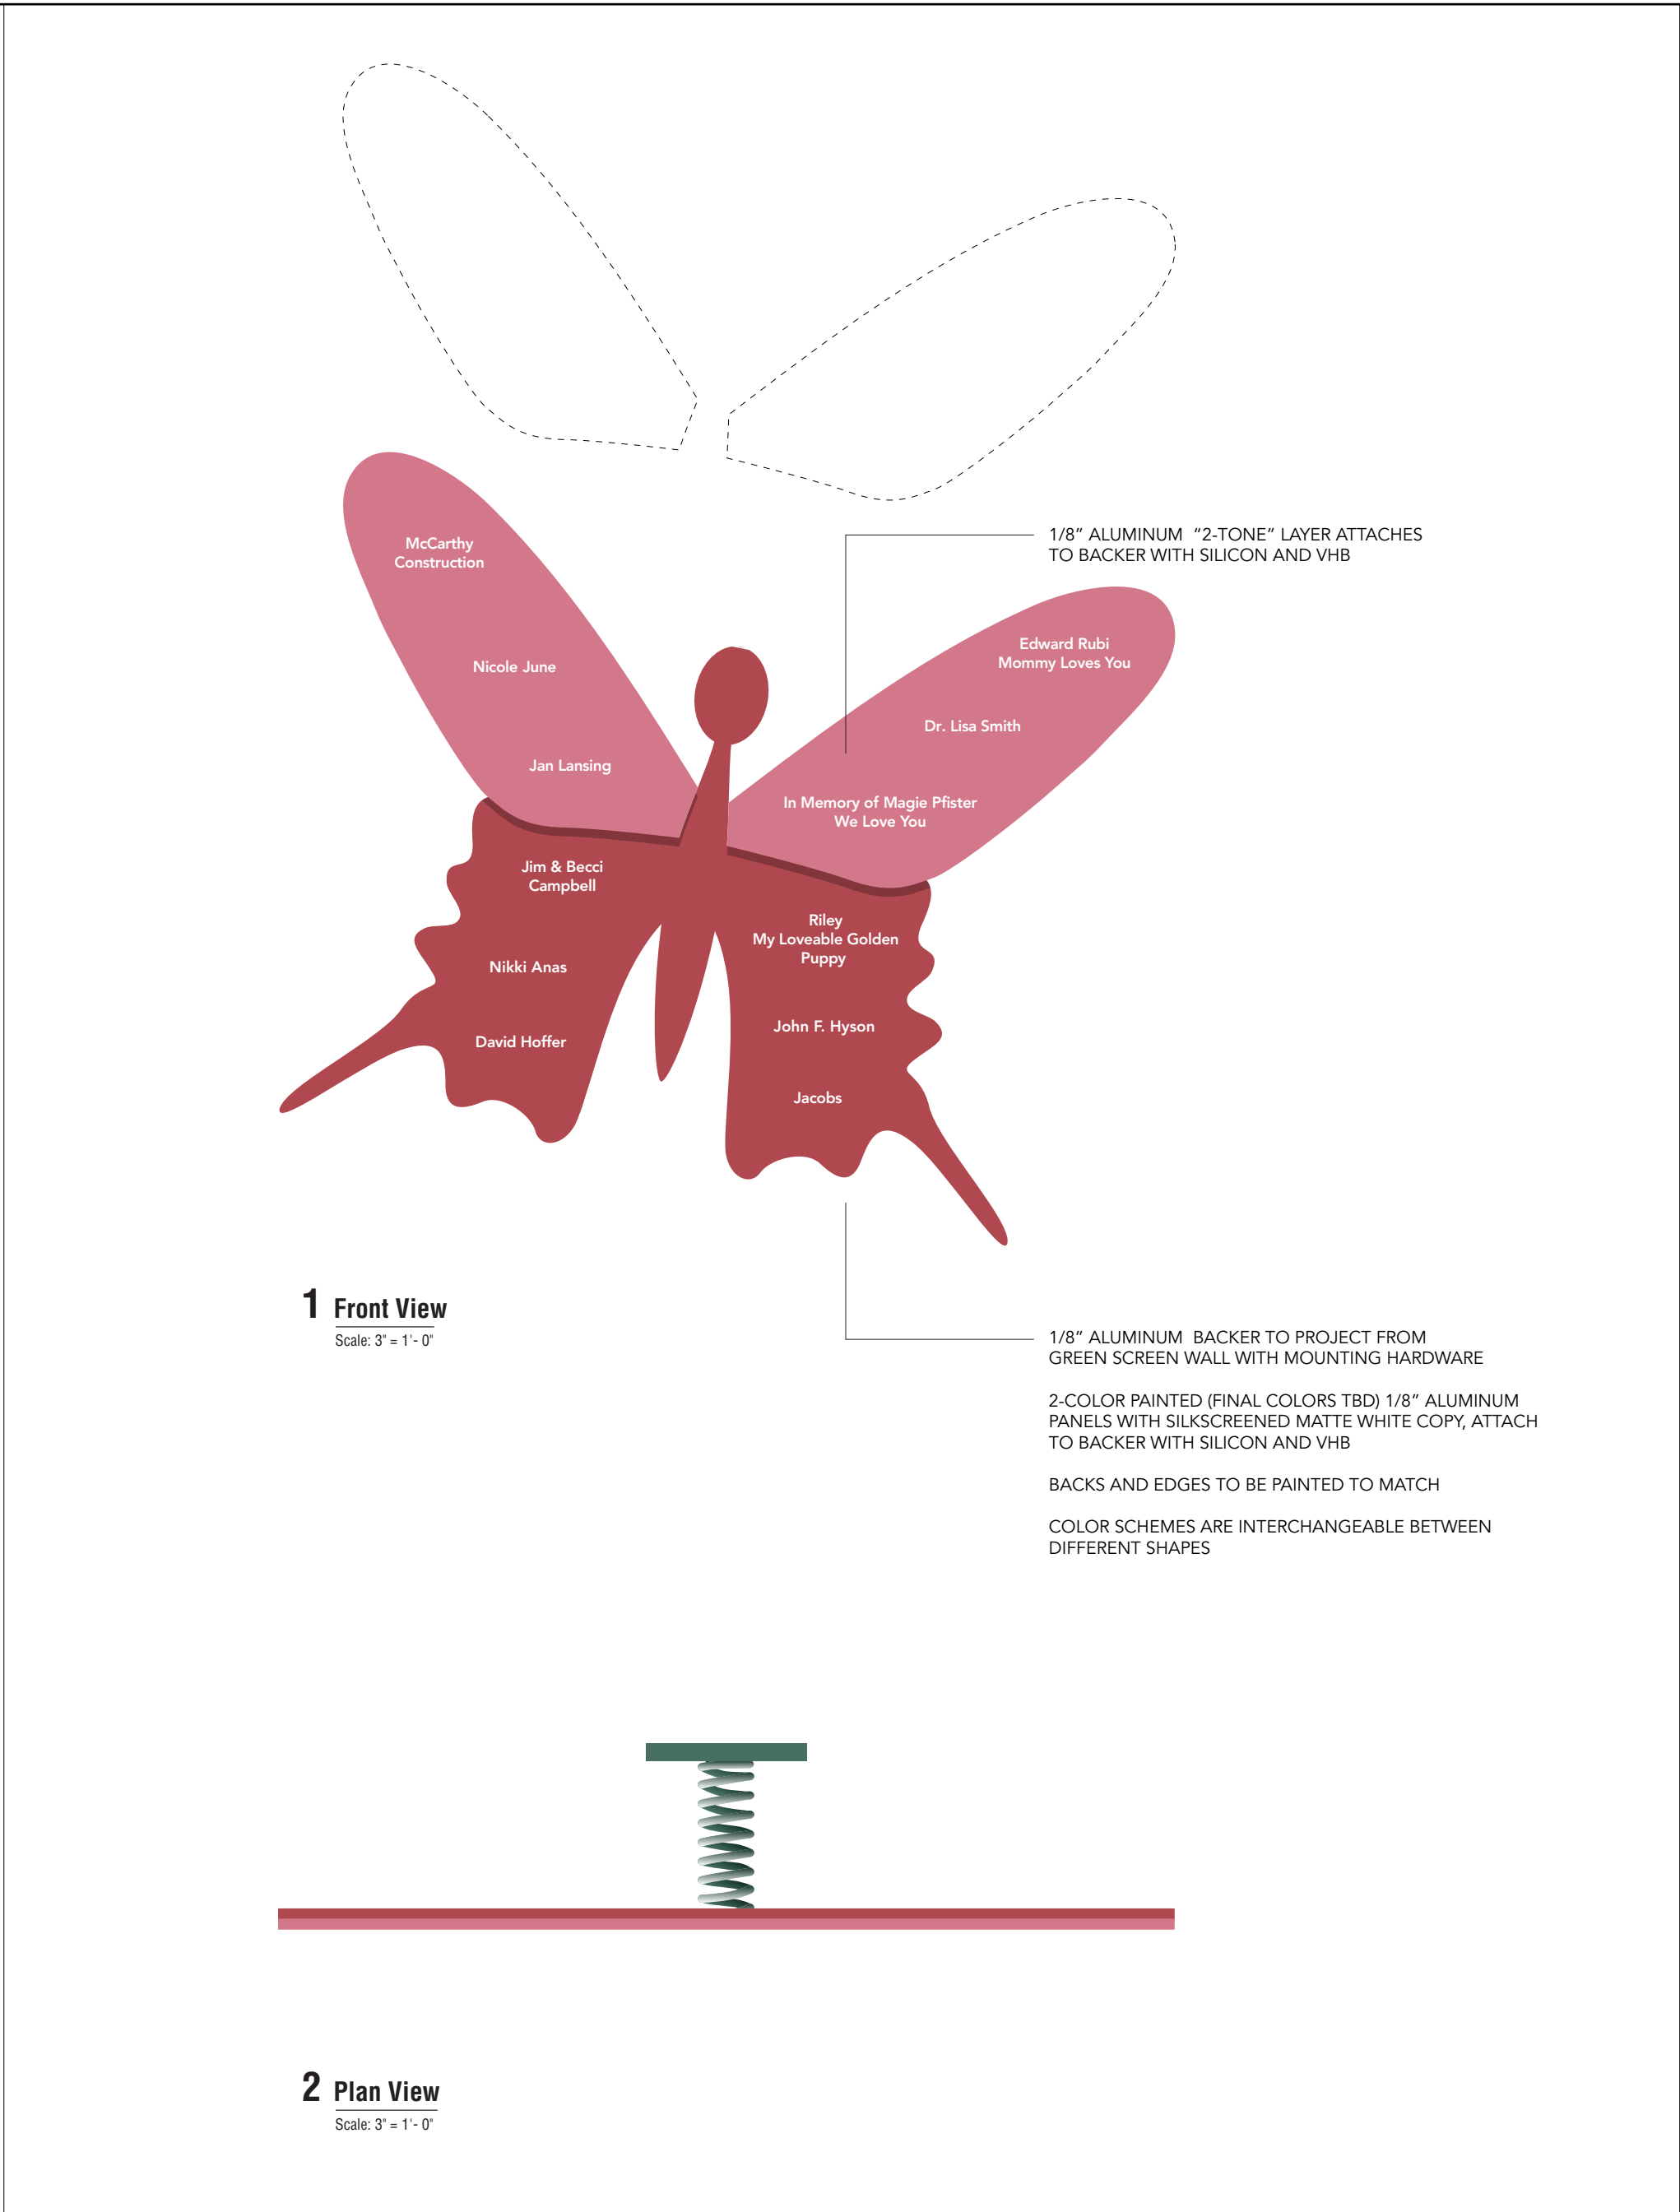 1/8” ALUMINUM “2-TONE” LAYER ATTACHES
TO BACKER WITH SILICON AND VHB
McCarthy
Construction
Nicole June
Jan Lansing
Edward Rubi
Mommy Loves You
Dr. Lisa Smith
In Memory of Magie Pfister
We Love You
Jim & Becci
Campbell
Nikki Anas
David Hoffer
Riley
My Loveable Golden
Puppy
John F. Hyson
Jacobs
1 Front View
Scale: 3" = 1'- 0"
1/8” ALUMINUM BACKER TO PROJECT FROM
GREEN SCREEN WALL WITH MOUNTING HARDWARE
2-COLOR PAINTED (FINAL COLORS TBD) 1/8” ALUMINUM
PANELS WITH SILKSCREENED MATTE WHITE COPY, ATTACH
TO BACKER WITH SILICON AND VHB
BACKS AND EDGES TO BE PAINTED TO MATCH
COLOR SCHEMES ARE INTERCHANGEABLE BETWEEN
DIFFERENT SHAPES
2 Plan View
Scale: 3" = 1'- 0"